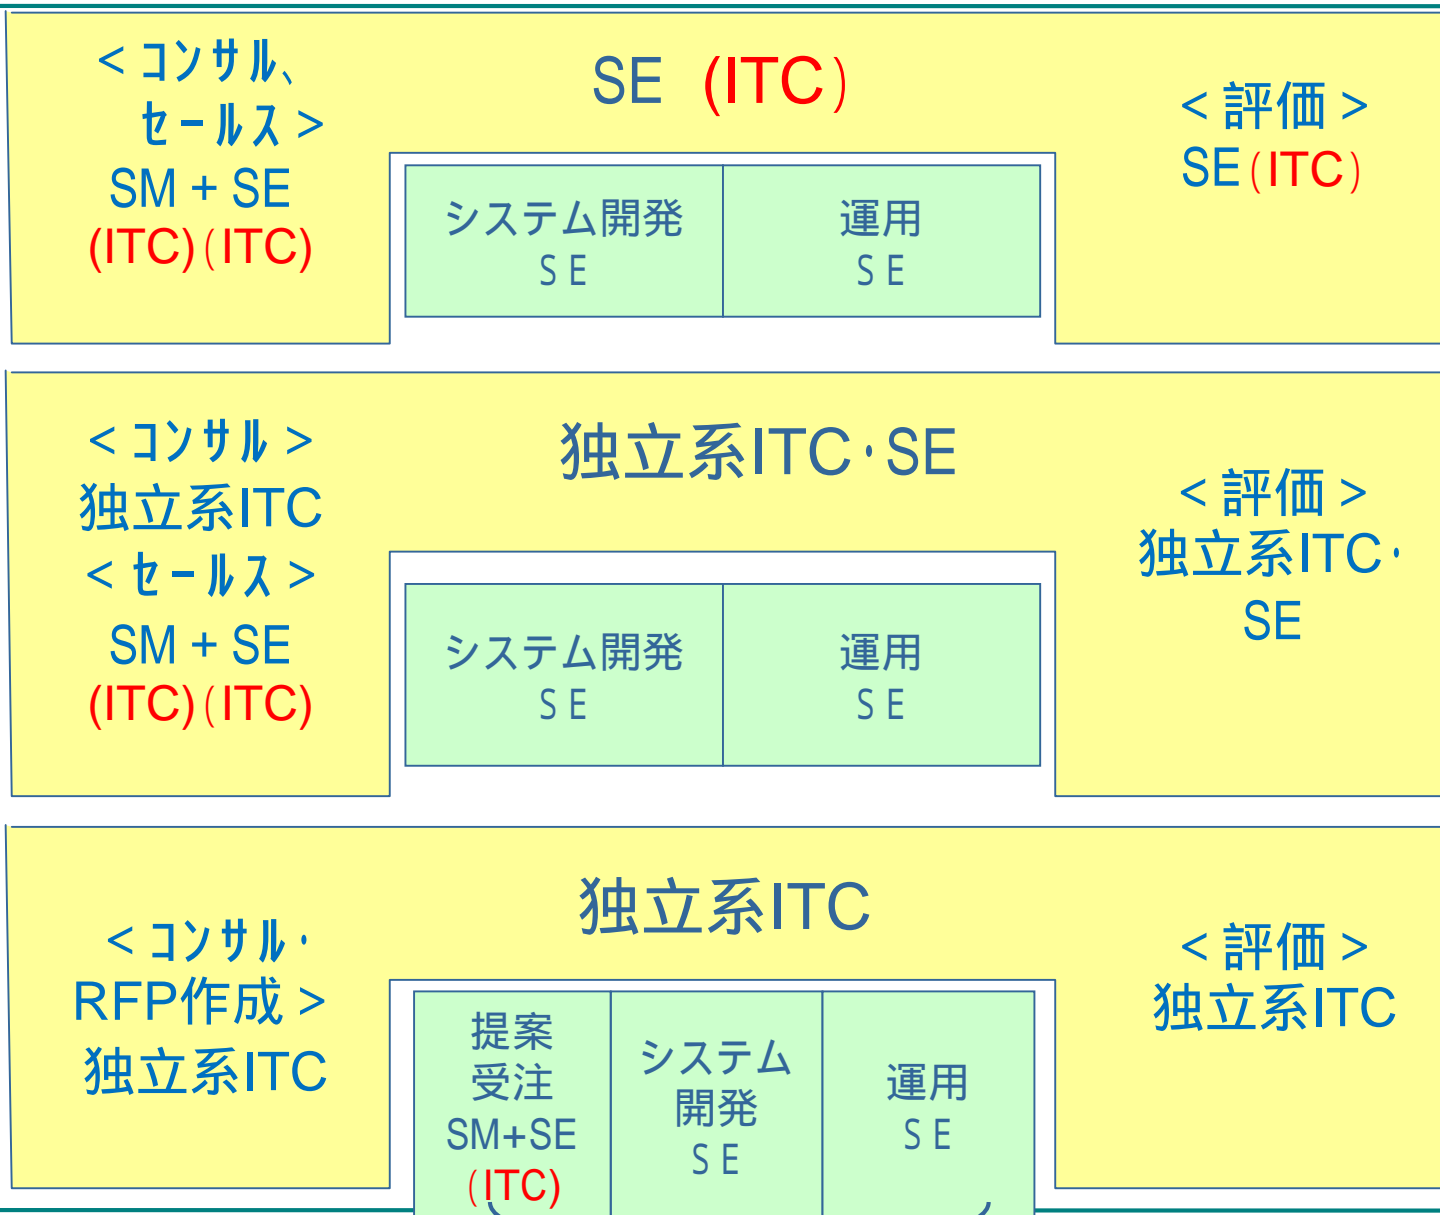 <コンサル、
セールス>
SM + SE
(ITC)(ITC)
SE (ITC)
システム開発
SE
運用
SE
<評価>
SE(ITC)
<コンサル>
独立系ITC
<セールス>
SM + SE
(ITC)(ITC)
独立系ITC・SE
システム開発
SE
運用
SE
<評価>
独立系ITC・
SE
<コンサル・
RFP作成>
独立系ITC
独立系ITC
提案
受注
SM+SE
(ITC)
システム
開発
SE
運用
SE
<評価>
独立系ITC